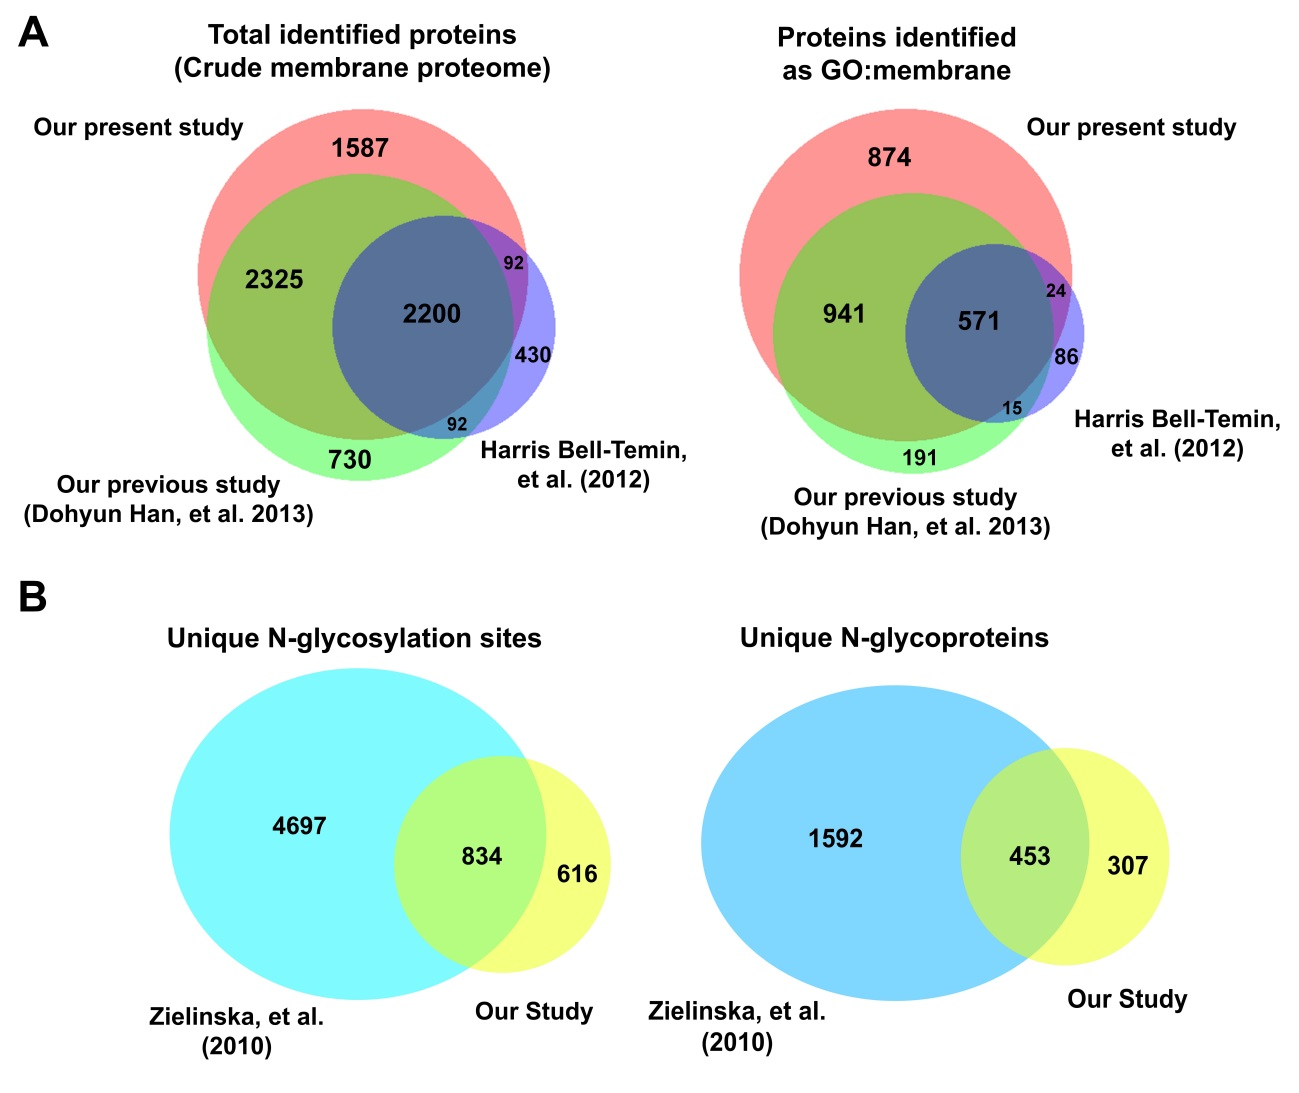 A
Total identified proteins
(Crude membrane proteome)
Our present study
1587
92
2325
2200
430
92
730
Harris Bell-Temin,
et al. (2012)
Our previous study
(Dohyun Han, et al. 2013)
Proteins identified
as GO:membrane
Our present study
874
24
941
571
86
15
191
Harris Bell-Temin,
et al. (2012)
Our previous study
(Dohyun Han, et al. 2013)
B
Unique N-glycosylation sites
4697
834
616
Zielinska, et al.
(2010)
Our Study
Unique N-glycoproteins
1592
453
307
Zielinska, et al.
(2010)
Our Study